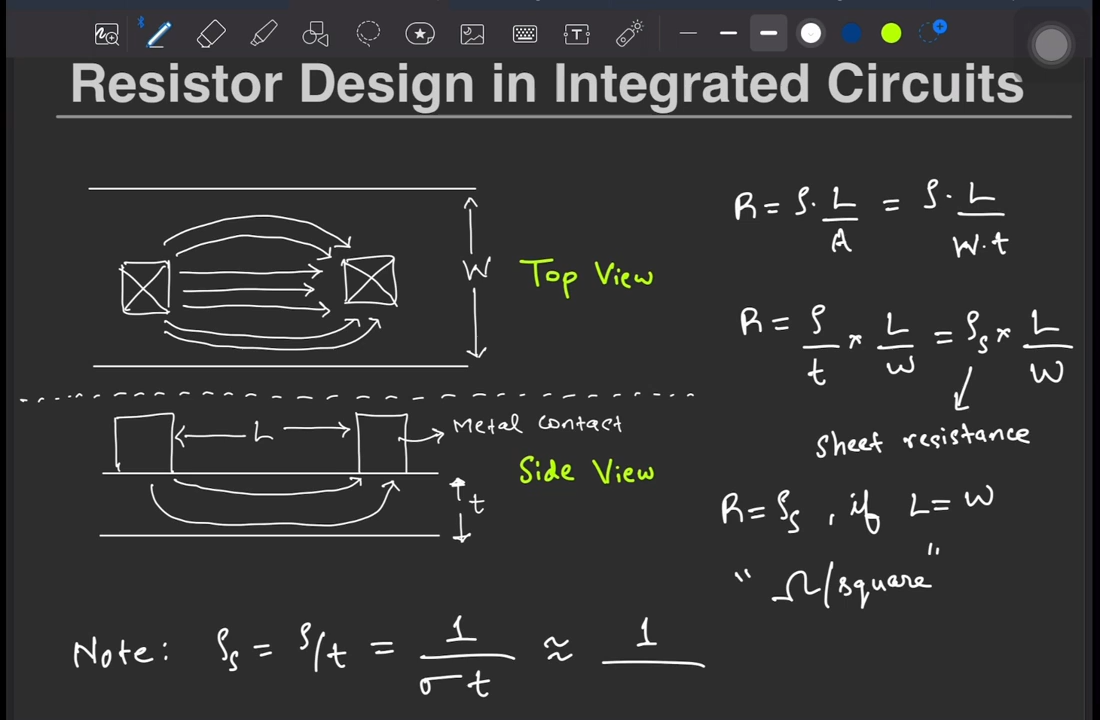 Resistor Design in Integrated Circuits
W
Top View
L
Metal contact
Side View
t
R = ρ. L/A = ρ. L/W.t
R = ρ/t × L/W = ρs × L/W
Sheet resistance
R = ρs , if L = W
" Ω/square "
Note: ρs = ρ/t = 1/σt ≈ 1/